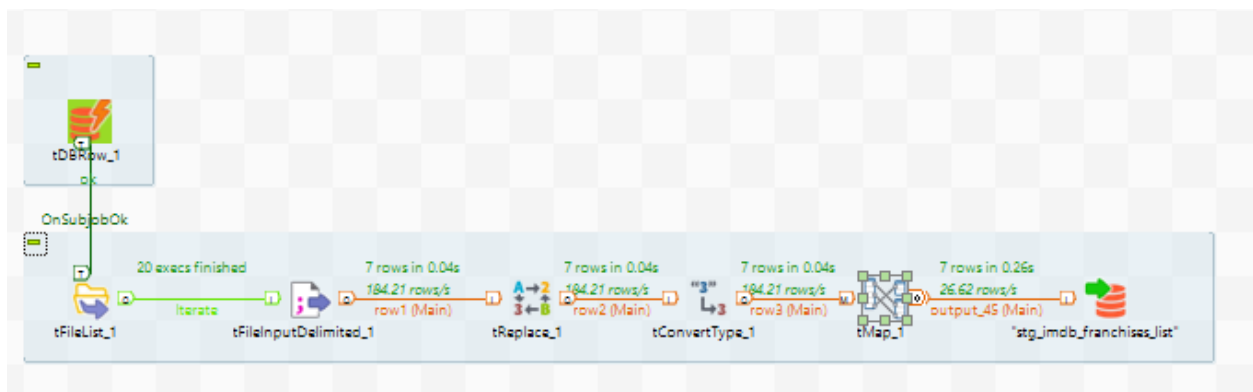 tDBRow_1
ok
OnSubjobOk
20 execs finished
Iterate
7 rows in 0.04s
184.21 rows/s
row1 (Main)
7 rows in 0.04s
184.21 rows/s
row2 (Main)
7 rows in 0.04s
184.21 rows/s
row3 (Main)
7 rows in 0.26s
26.62 rows/s
output_45 (Main)
tFileList_1
tFileInputDelimited_1
tReplace_1
tConvertType_1
tMap_1
"stg_imdb_franchises_list"